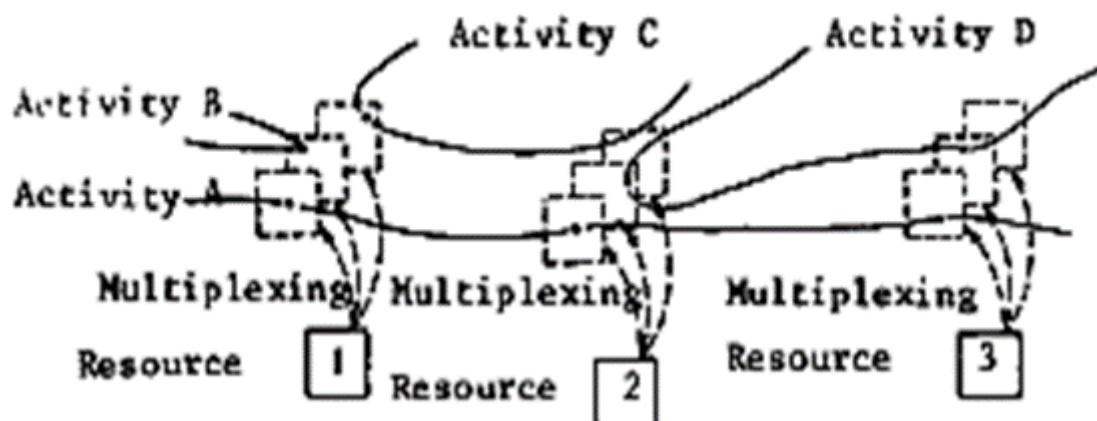 Activity C
Activity D
Activity B
Activity A
Multiplexing Multiplexing Multiplexing
Resource 1
Resource 2
Resource 3